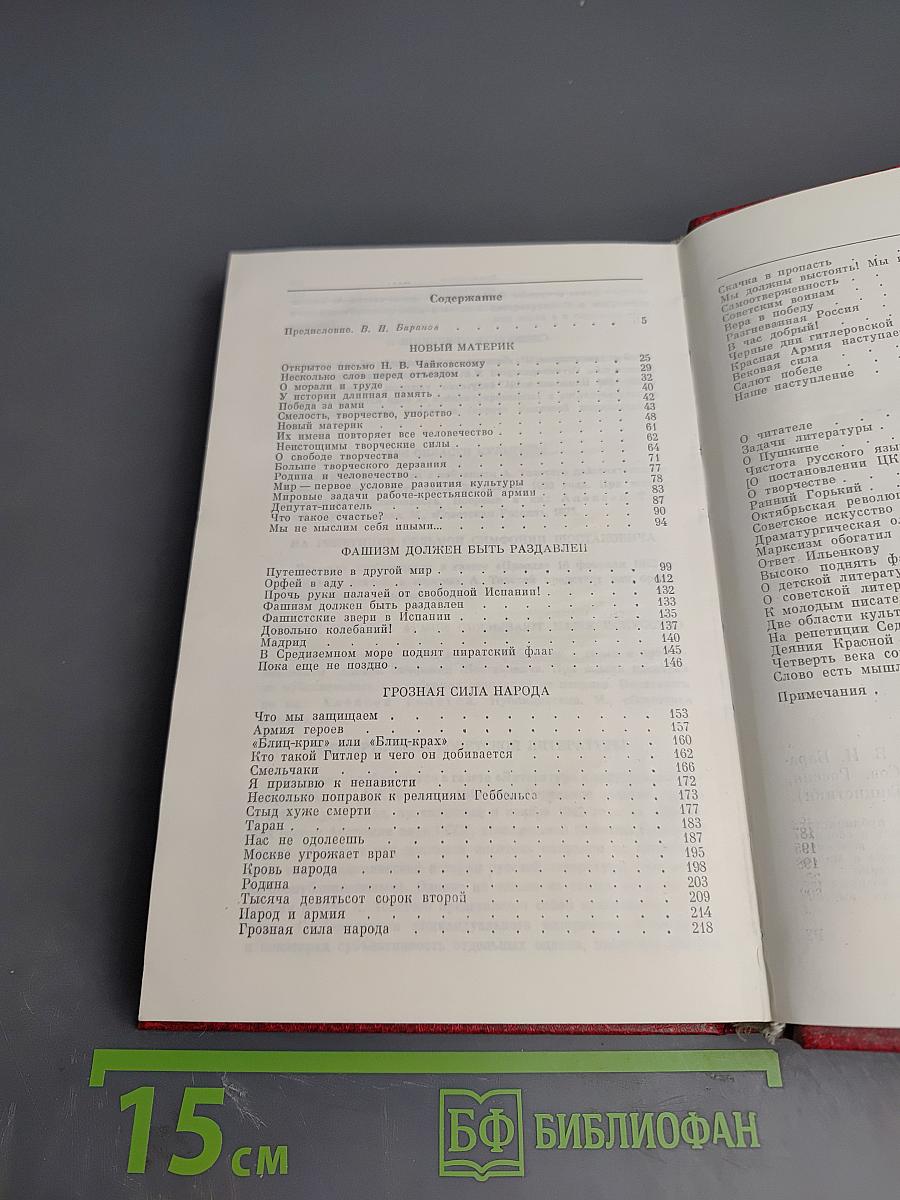 Содержание
Предисловие. В. И. Баранов . . . . . . . . . 5
НОВЫЙ МАТЕРИК
Открытое письмо Н. В. Чайковскому . . . . . . 25
Несколько слов перед отъездом . . . . . . 29
О морали и труде . . . . . . 32
У истории длинная память . . . . . . 40
Победа за вами . . . . . . 42
Смелость, творчество, упорство . . . . . . 43
Новый материк . . . . . . 48
Их имена повторяет все человечество . . . . . . 61
Неистощимы творческие силы . . . . . . 62
О свободе творчества . . . . . . 64
Больше творческого дерзания . . . . . . 71
Родина и человечество . . . . . . 77
Мир — первое условие развития культуры . . . . . . 78
Мировые задачи рабоче-крестьянской армии . . . . . . 83
Депутат-писатель . . . . . . 87
Что такое счастье? . . . . . . 90
Мы не мыслим себя иными... . . . . . . 94
ФАШИЗМ ДОЛЖЕН БЫТЬ РАЗДАВЛЕН
Путешествие в другой мир . . . . . . 99
Орфей в аду . . . . . . 112
Прочь руки палачей от свободной Испании! . . . . . . 132
Фашизм должен быть раздавлен . . . . . . 133
Фашистские звери в Испании . . . . . . 135
Довольно колебаний! . . . . . . 137
Мадрид . . . . . . 140
В Средиземном море поднят пиратский флаг . . . . . . 145
Пока еще не поздно . . . . . . 146
ГРОЗНАЯ СИЛА НАРОДА
Что мы защищаем . . . . . . 153
Армия героев . . . . . . 157
«Блиц-криг» или «Блиц-крах» . . . . . . 160
Кто такой Гитлер и чего он добивается . . . . . . 162
Смельчаки . . . . . . 166
Я призываю к ненависти . . . . . . 172
Несколько поправок к реляциям Геббельса . . . . . . 173
Стыд хуже смерти . . . . . . 177
Таран . . . . . . 183
Нас не одолеешь . . . . . . 187
Москве угрожает враг . . . . . . 195
Кровь народа . . . . . . 198
Родина . . . . . . 203
Тысяча девятьсот сорок второй . . . . . . 209
Народ и армия . . . . . . 214
Грозная сила народа . . . . . . 218
Скачка в пропасть . .
Мы должны выстоять! Мы
Самоотверженность . .
Советским воинам . .
Вера в победу . .
Разгневанная Россия . .
В час добрый! . .
Черные дни гитлеровской
Красная Армия наступает
Вековая сила . .
Салют победе . .
Наше наступление . .
О читателе . .
Задачи литературы . .
О Пушкине . .
Чистота русского язы
[О постановлении ЦК
О творчестве . .
Ранний Горький . .
Октябрьская революц
Советское искусство
Драматургическая ол
Марксизм обогатил
Ответ Ильенкову
Высоко поднять ф
О детской литерату
О советской литер
К молодым писате
Две области культ
На репетиции Сед
Деяния Красной
Четверть века со
Слово есть мышл
Примечания .
15 см
БФ БИБЛИОФАН